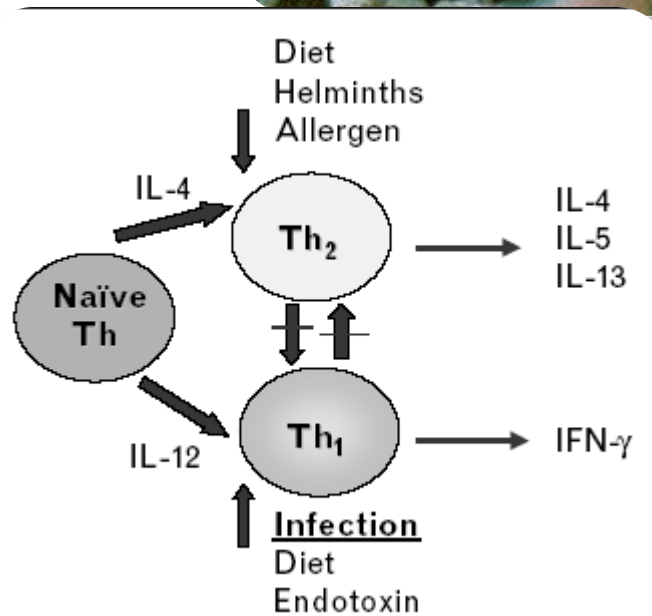 Diet
Helminths
Allergen
IL-4
Th₂
IL-4
IL-5
IL-13
Naïve
Th
IL-12
Th₁
IFN-γ
Infection
Diet
Endotoxin